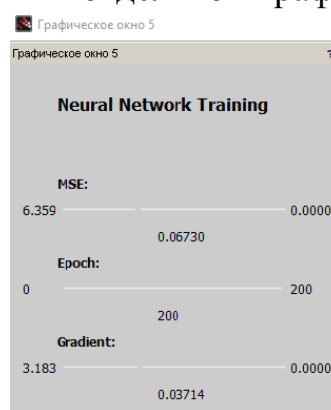 Графическое окно 5
Графическое окно 5
Neural Network Training
MSE:
6.359 0.0000
0.06730
Epoch:
0 200
200
Gradient:
3.183 0.0000
0.03714